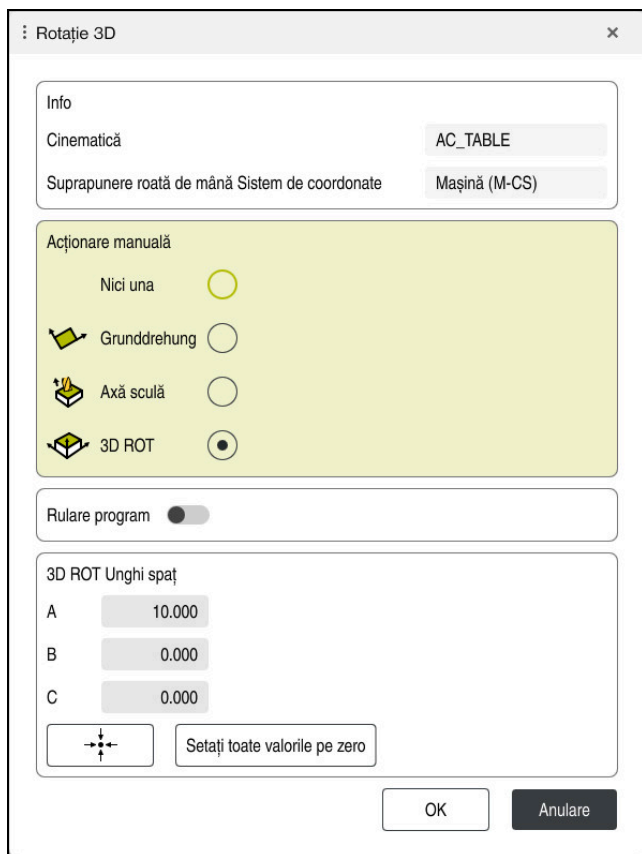 Rotație 3D
Info
Cinematică AC_TABLE
Suprapunere roată de mână Sistem de coordonate Mașină (M-CS)
Acționare manuală
Nici una
Grunddrehung
Axă sculă
3D ROT
Rulare program
3D ROT Unghi spaț
A 10.000
B 0.000
C 0.000
Setați toate valorile pe zero
OK Anulare